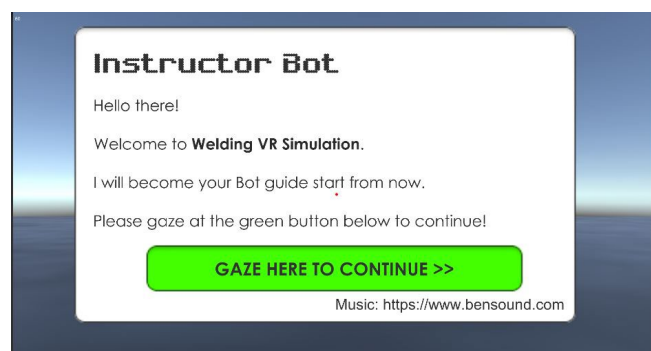 Instructor Bot
Hello there!
Welcome to Welding VR Simulation.
I will become your Bot guide start from now.
Please gaze at the green button below to continue!
GAZE HERE TO CONTINUE >>
Music: https://www.bensound.com